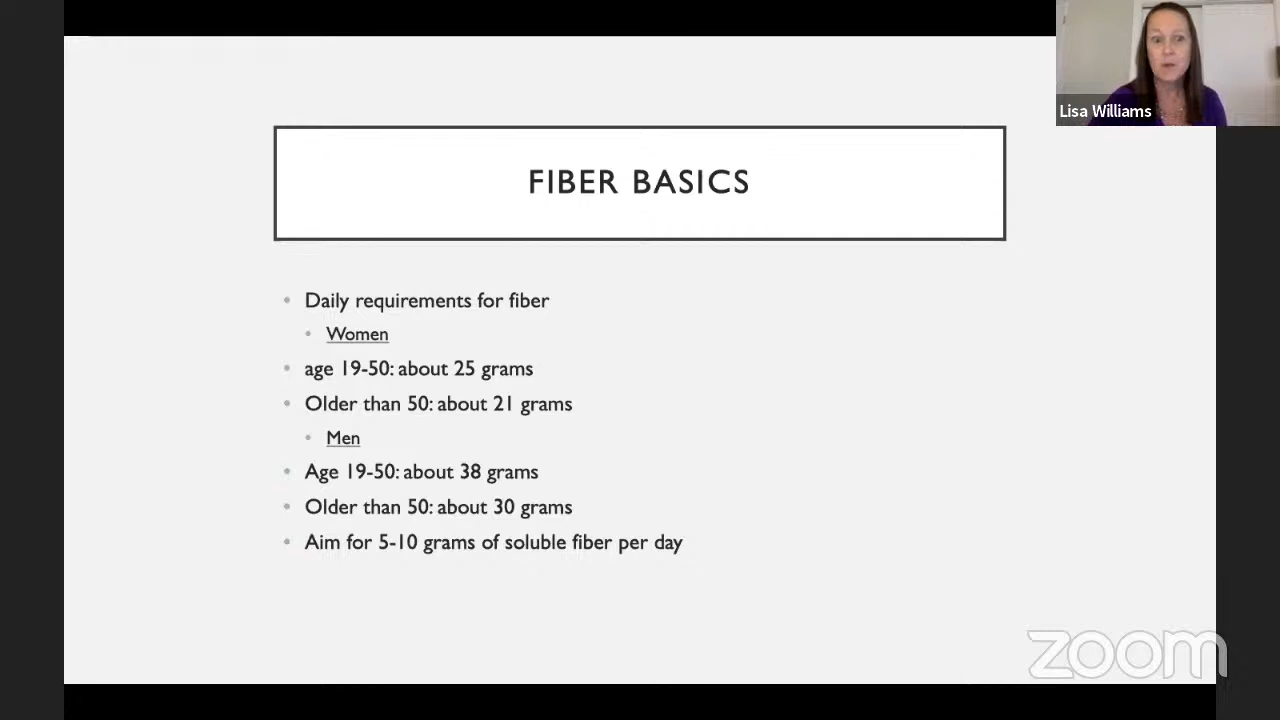 Lisa Williams
FIBER BASICS
Daily requirements for fiber
Women
age 19-50: about 25 grams
Older than 50: about 21 grams
Men
Age 19-50: about 38 grams
Older than 50: about 30 grams
Aim for 5-10 grams of soluble fiber per day
zoom